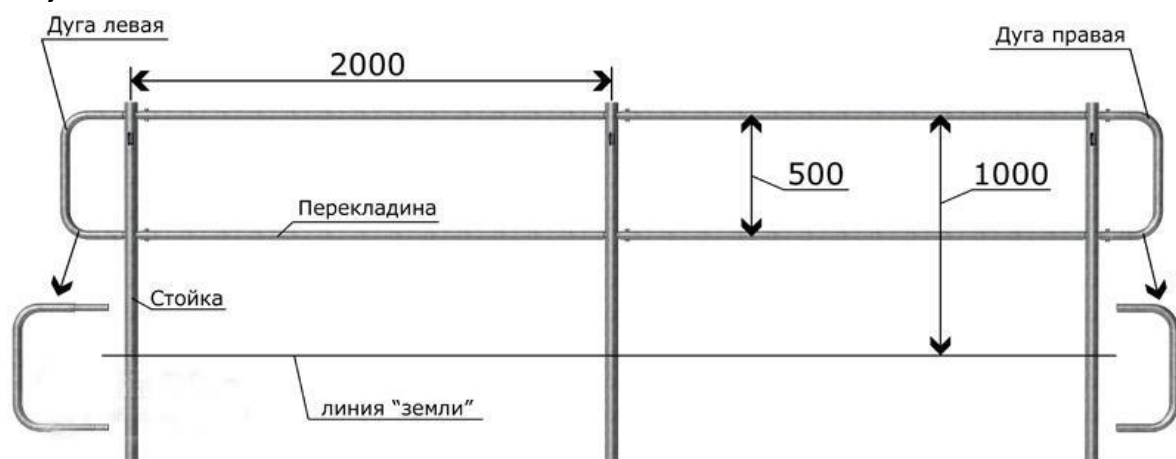 Дуга левая
Дуга правая
2000
500
1000
Перекладина
Стойка
линия “земли”